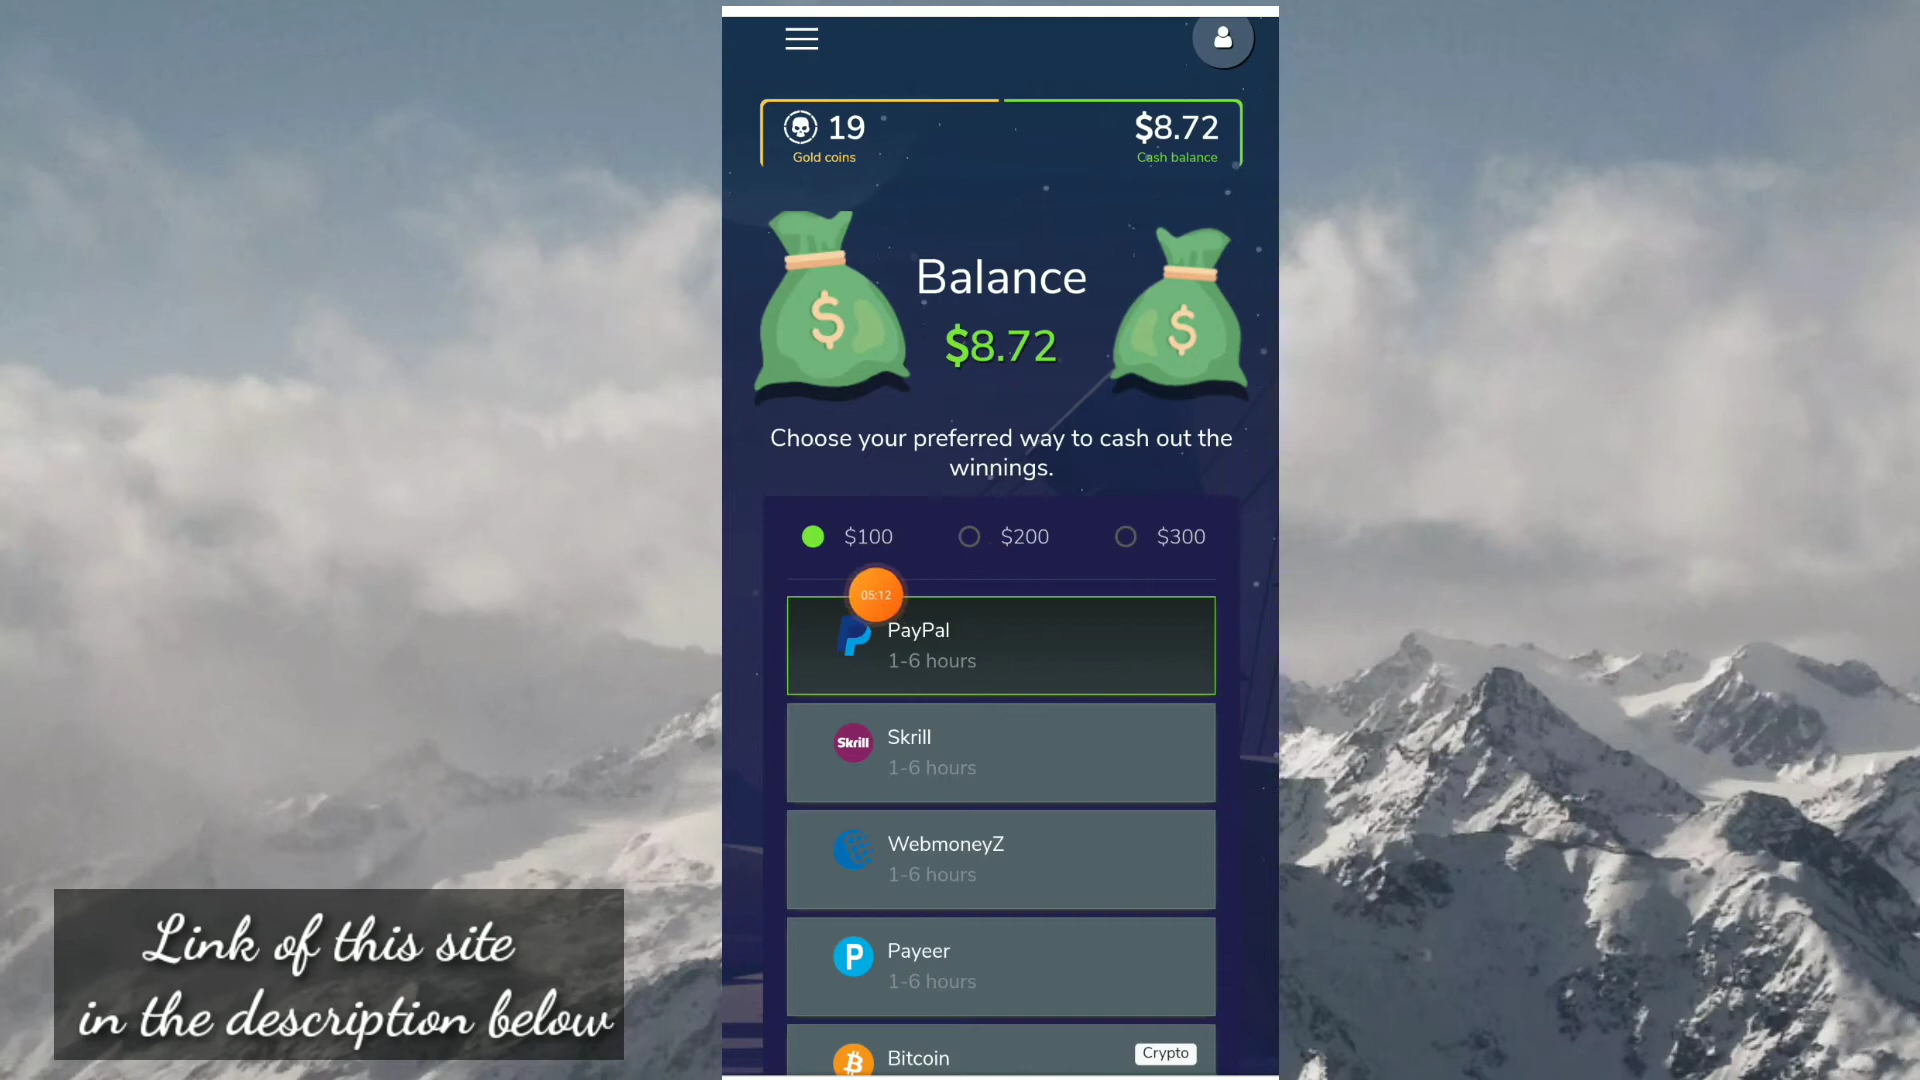 19
$8.72
Gold coins
Cash balance
$
Balance
$
$8.72
Choose your preferred way to cash out the
winnings.
$100
$200
$300
05:12
PayPal
1-6 hours
Skrill
Skrill
1-6 hours
WebmoneyZ
1-6 hours
P
Payeer
1-6 hours
Bitcoin
Crypto
Link of this site
in the description below